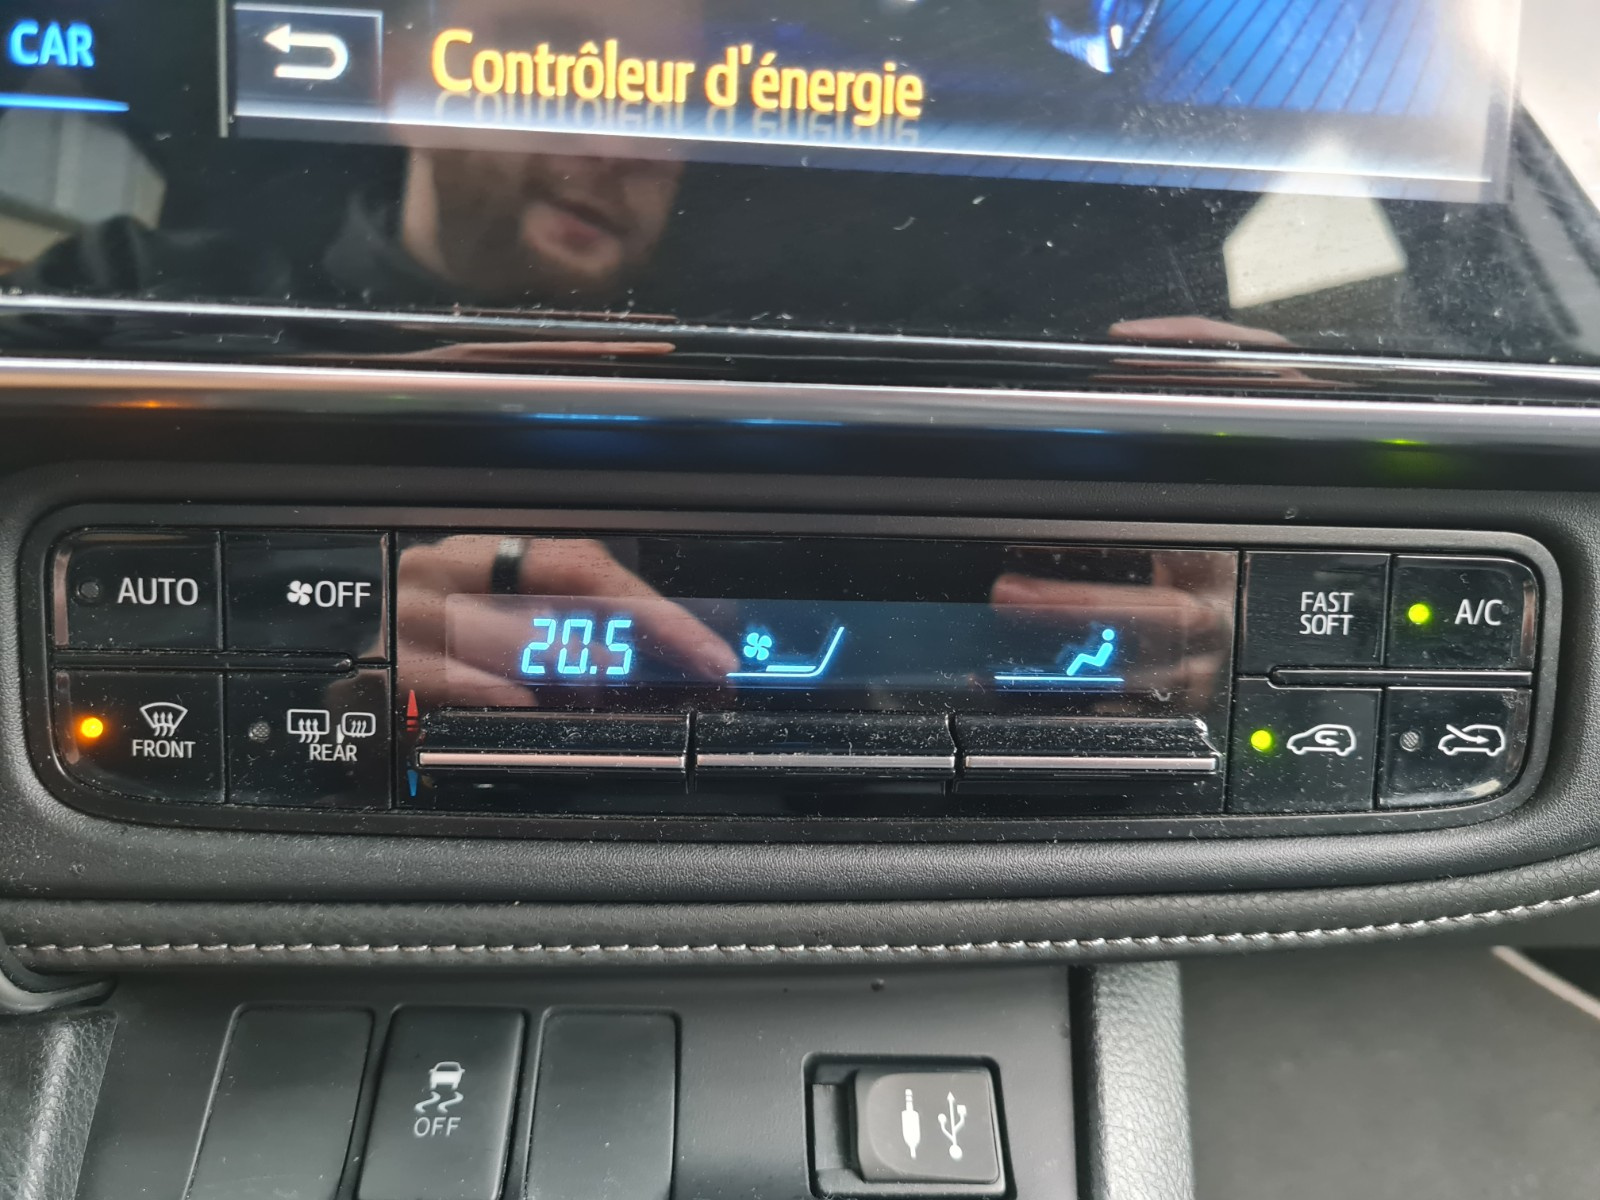 CAR
Contrôleur d'énergie
AUTO
OFF
20.5
FAST
SOFT
A/C
FRONT
REAR
OFF